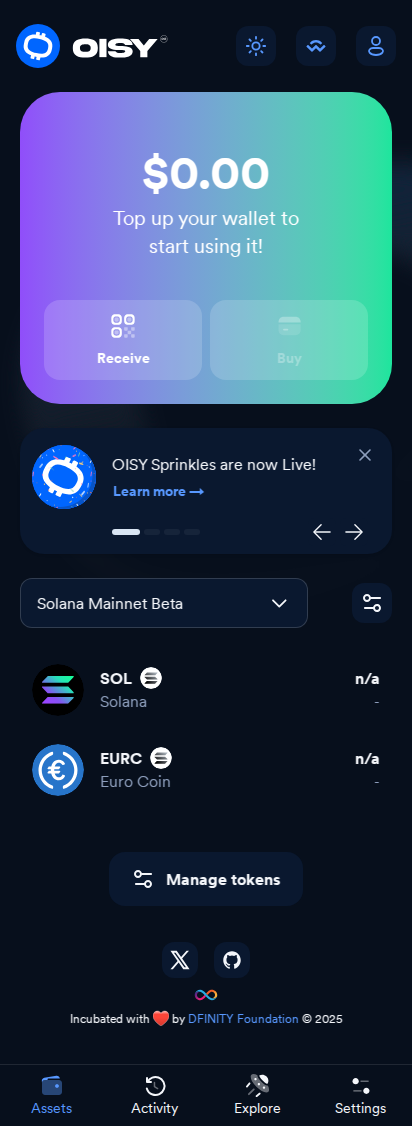 OISY
$0.00
Top up your wallet to
start using it!
Receive
Buy
OISY Sprinkles are now Live!
Learn more →
Solana Mainnet Beta
SOL
n/a
Solana
-
EURC
n/a
Euro Coin
-
Manage tokens
Incubated with ❤️ by DFINITY Foundation © 2025
Assets
Activity
Explore
Settings